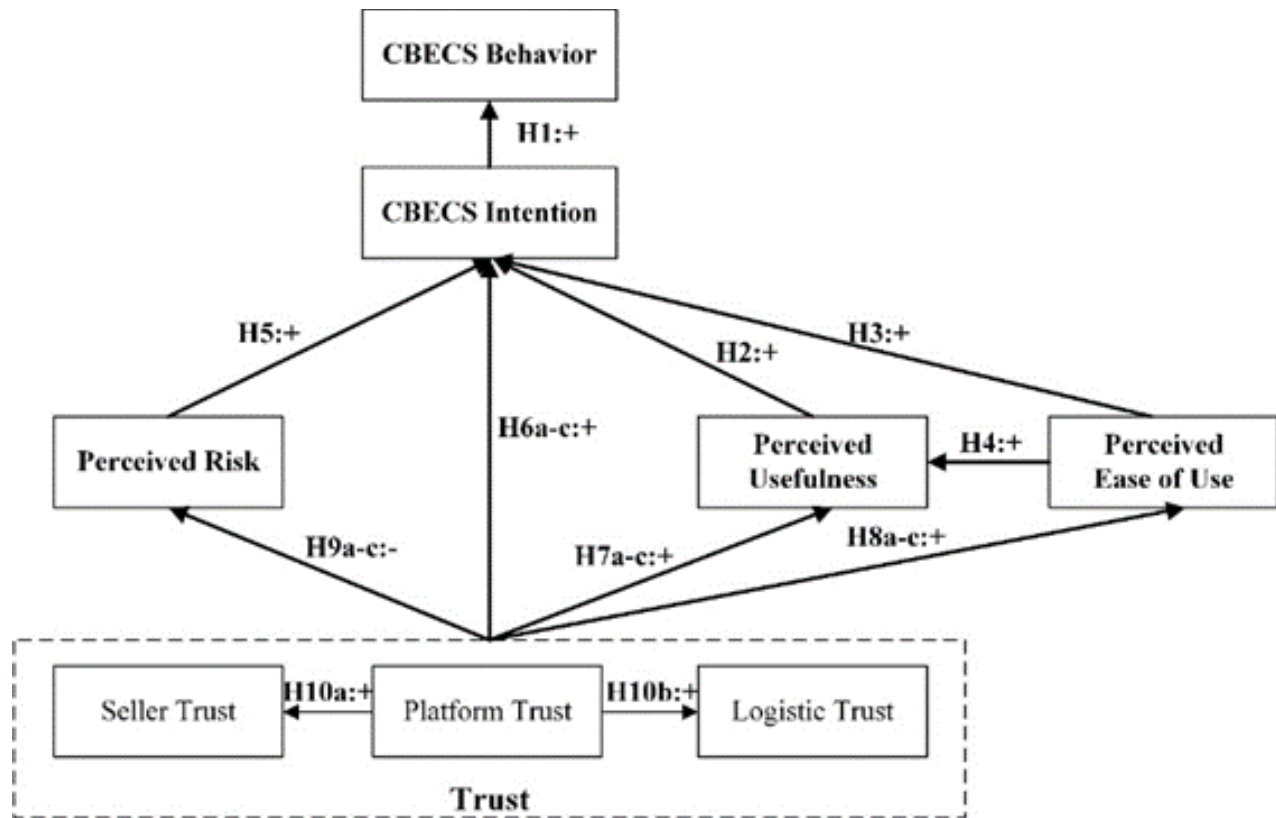 CBECS Behavior
H1:+
CBECS Intention
H5:+
H3:+
H2:+
H6a-c:+
Perceived Risk
Perceived
Usefulness
H4:+
Perceived
Ease of Use
H9a-c:-
H7a-c:+
H8a-c:+
Seller Trust
H10a:+
Platform Trust
H10b:+
Logistic Trust
Trust